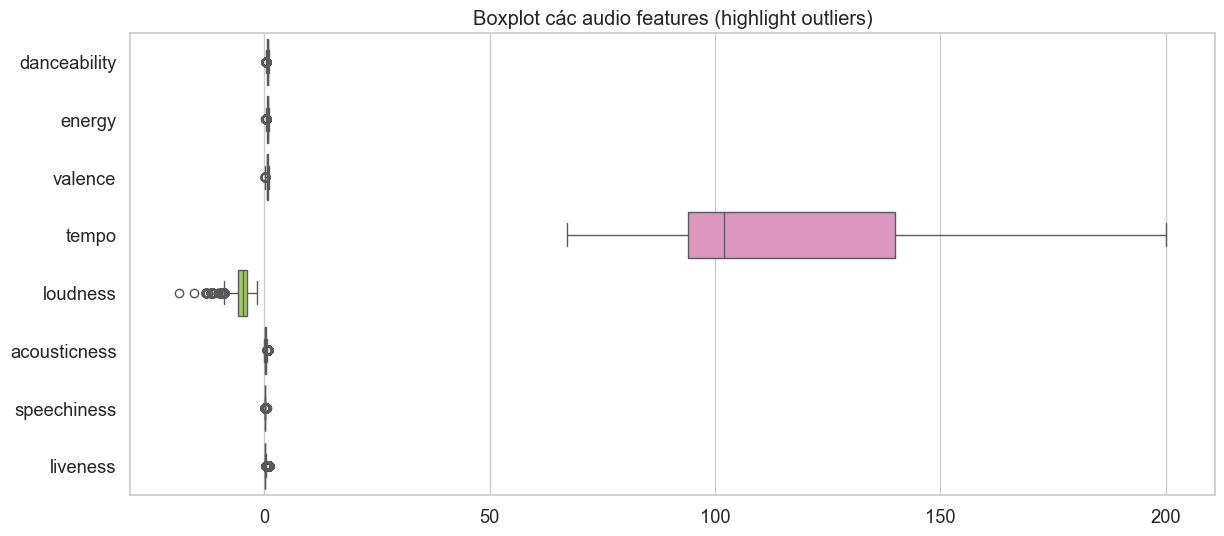 Boxplot các audio features (highlight outliers)
danceability
energy
valence
tempo
loudness
acousticness
speechiness
liveness
0 50 100 150 200